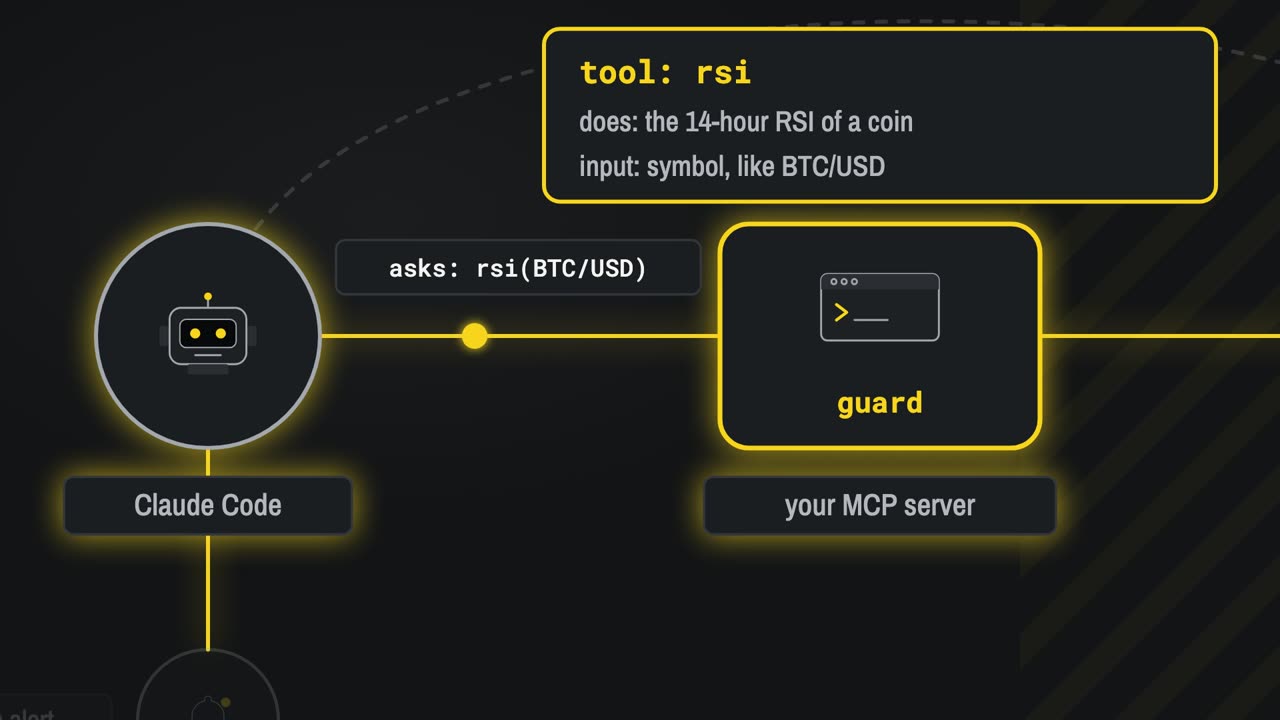 tool: rsi
does: the 14-hour RSI of a coin
input: symbol, like BTC/USD
asks: rsi(BTC/USD)
guard
Claude Code
your MCP server
alert